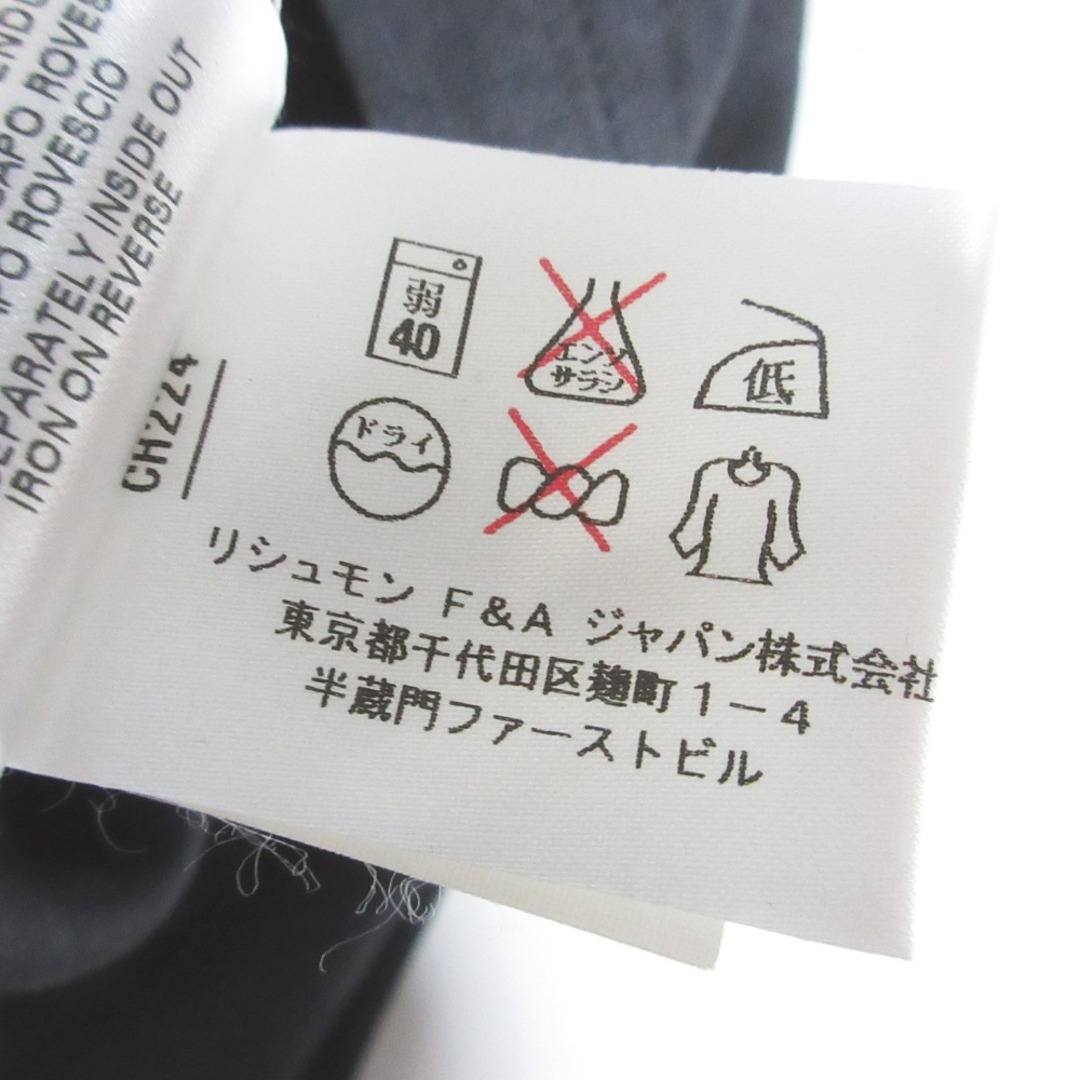 SAPO ROVES
ROVESCIO
SEPARATELY INSIDE OUT
IRON ON REVERSE
CH224
弱
40
エンソ
サラシ
低
ドライ
リシュモン F&A ジャパン株式会社
東京都千代田区麹町1-4
半蔵門ファーストビル